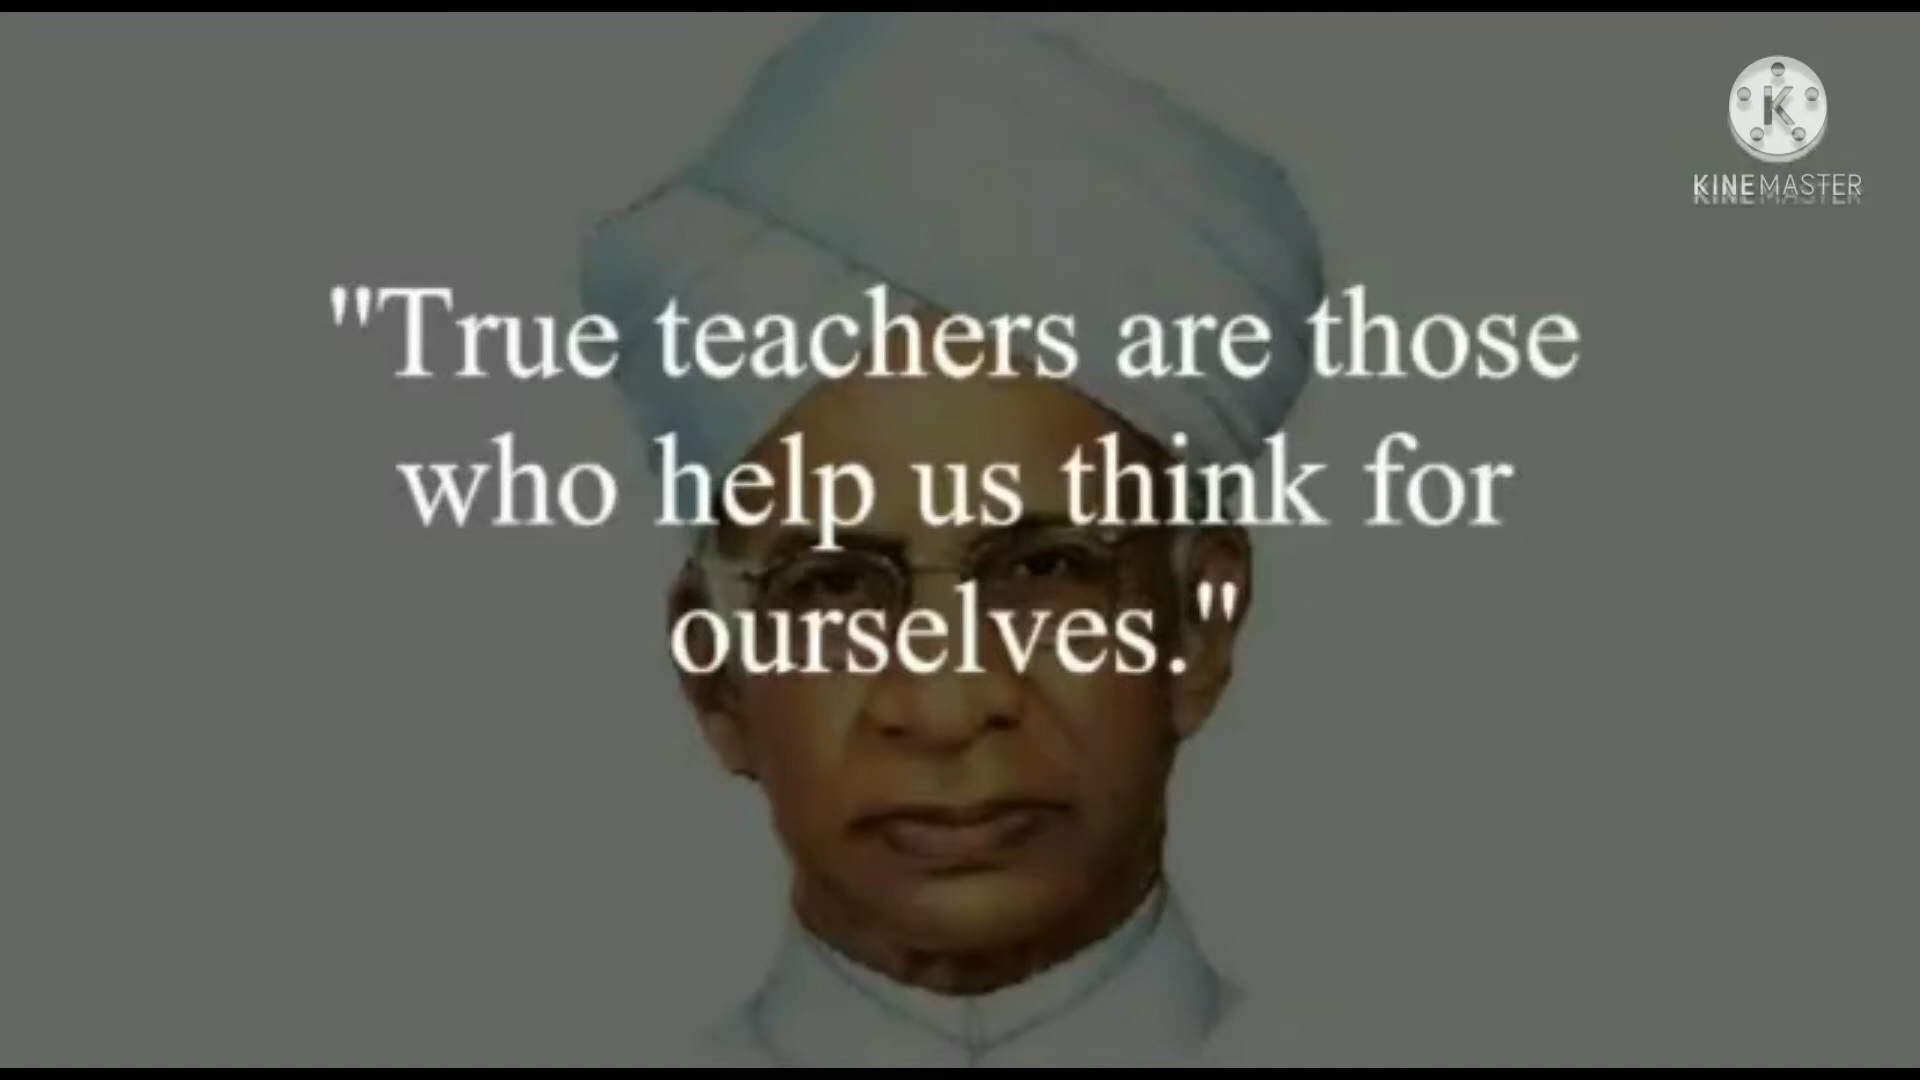 "True teachers are those
who help us think for
ourselves."
K
KINEMASTER